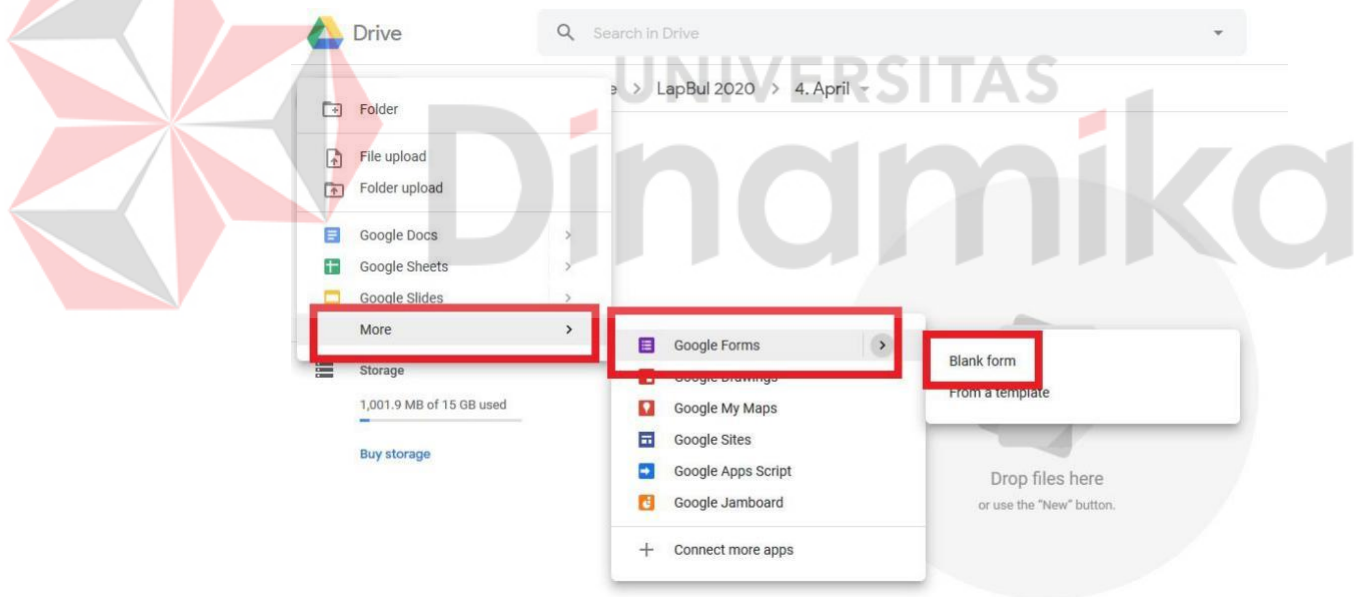 Drive
Search in Drive
UNIVERSITAS
Dinamika
e > LapBul 2020 > 4. April
Folder
File upload
Folder upload
Google Docs
Google Sheets
Google Slides
More
Storage
1,001.9 MB of 15 GB used
Buy storage
Google Forms
Google Drawings
Google My Maps
Google Sites
Google Apps Script
Google Jamboard
Connect more apps
Blank form
From a template
Drop files here
or use the "New" button.